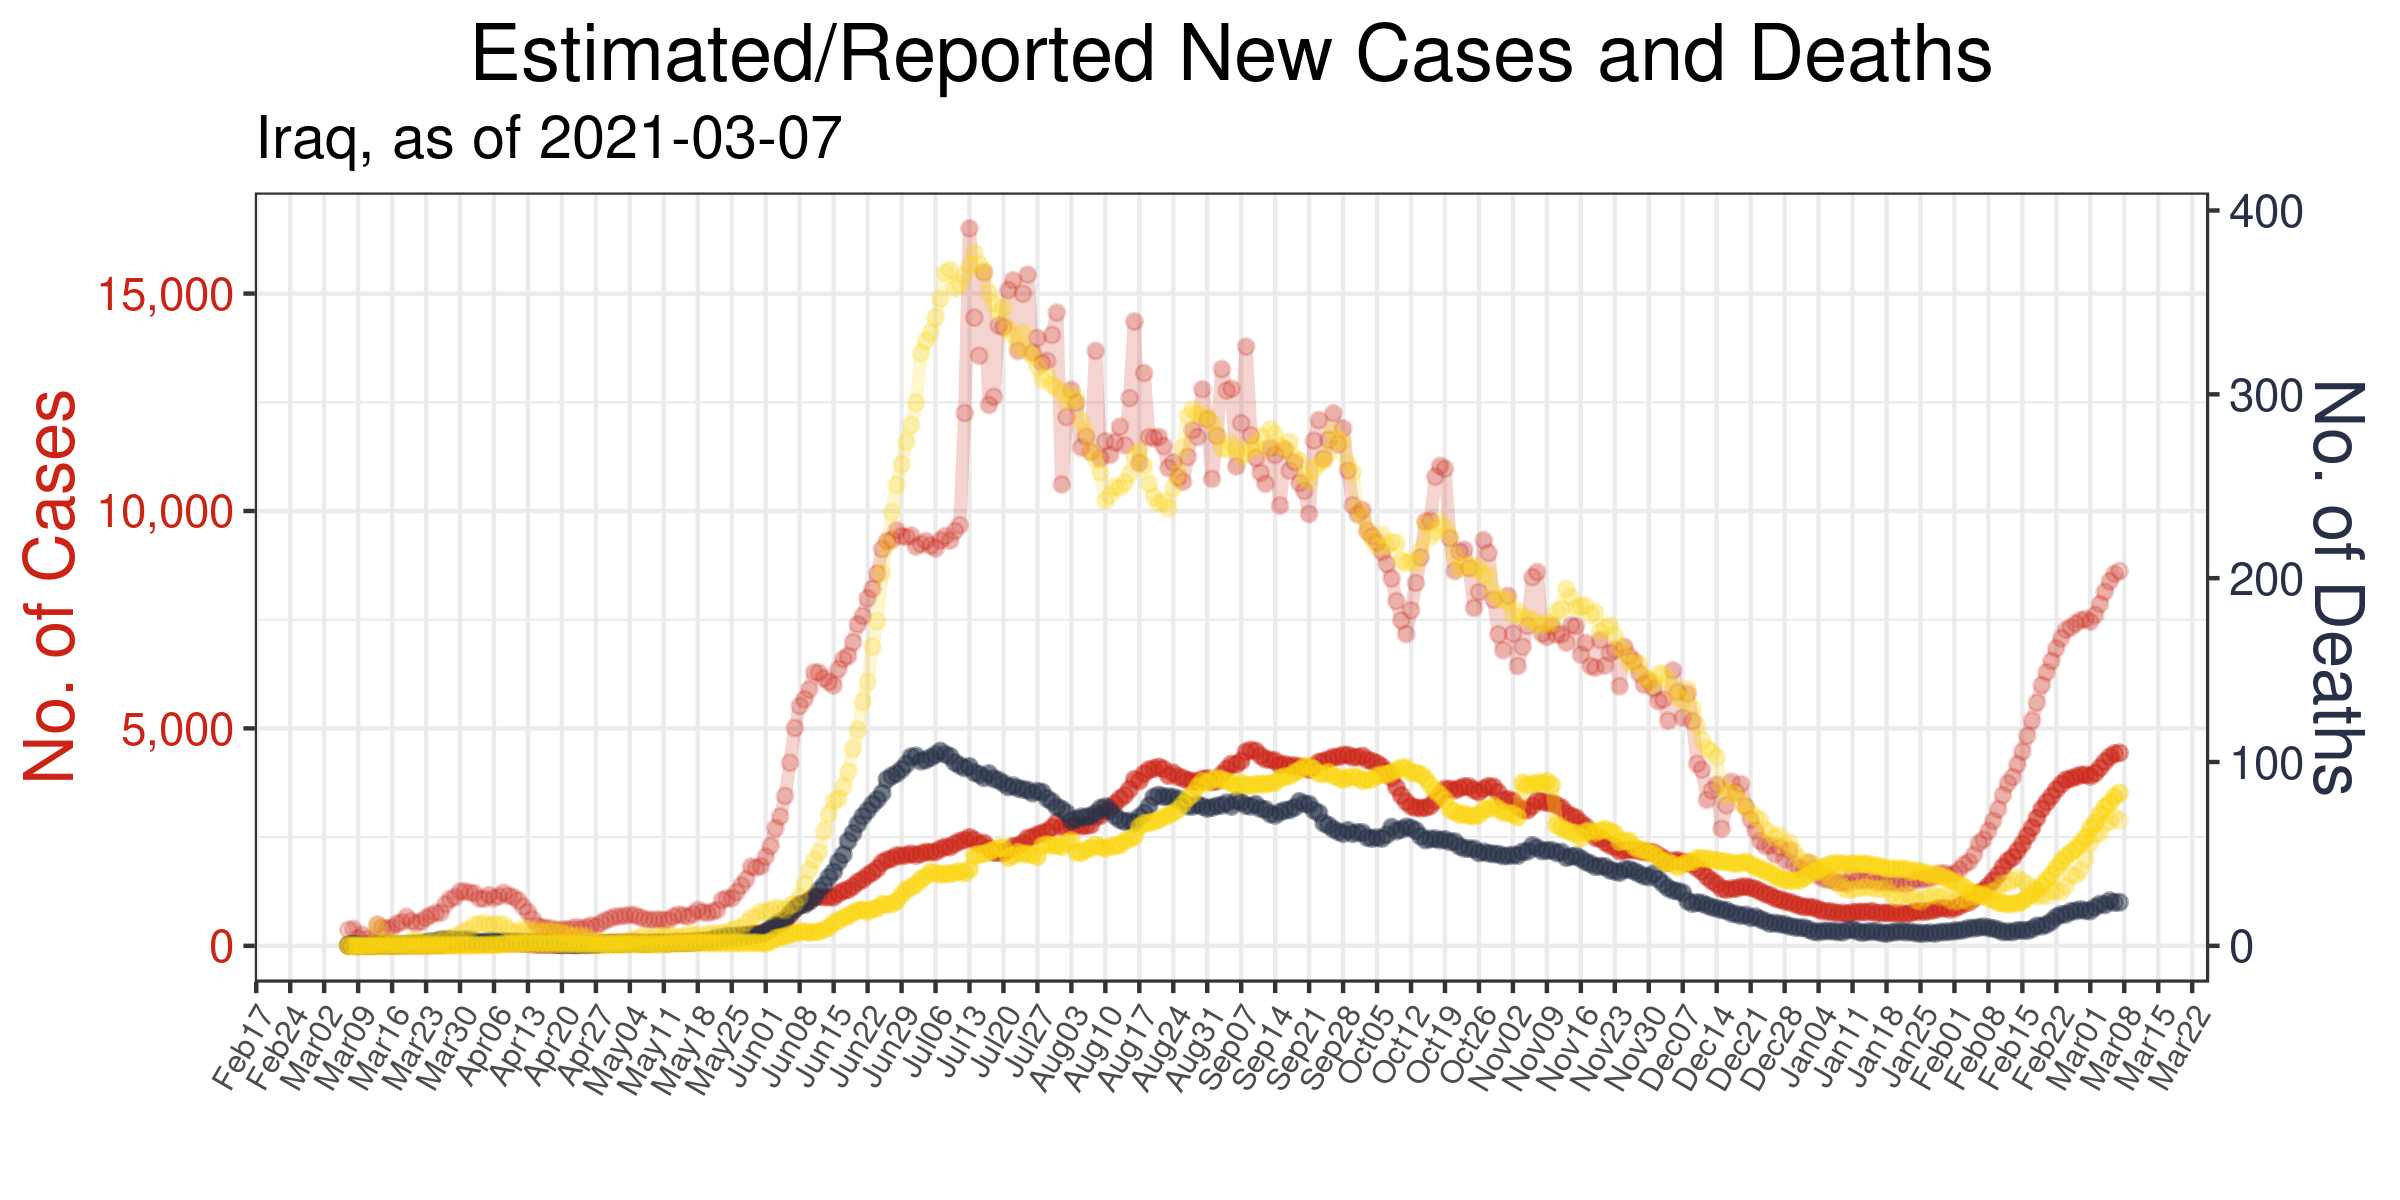 Estimated/Reported New Cases and Deaths
Iraq, as of 2021-03-07
No. of Cases
15,000
10,000
5,000
0
400
300
200
100
0
No. of Deaths
Feb17
Feb24
Mar02
Mar09
Mar16
Mar23
Mar30
Apr06
Apr13
Apr20
Apr27
May04
May11
May18
May25
Jun01
Jun08
Jun15
Jun22
Jun29
Jul06
Jul13
Jul20
Jul27
Aug03
Aug10
Aug17
Aug24
Aug31
Sep07
Sep14
Sep21
Sep28
Oct05
Oct12
Oct19
Oct26
Nov02
Nov09
Nov16
Nov23
Nov30
Dec07
Dec14
Dec21
Dec28
Jan04
Jan11
Jan18
Jan25
Feb01
Feb08
Feb15
Feb22
Mar01
Mar08
Mar15
Mar22